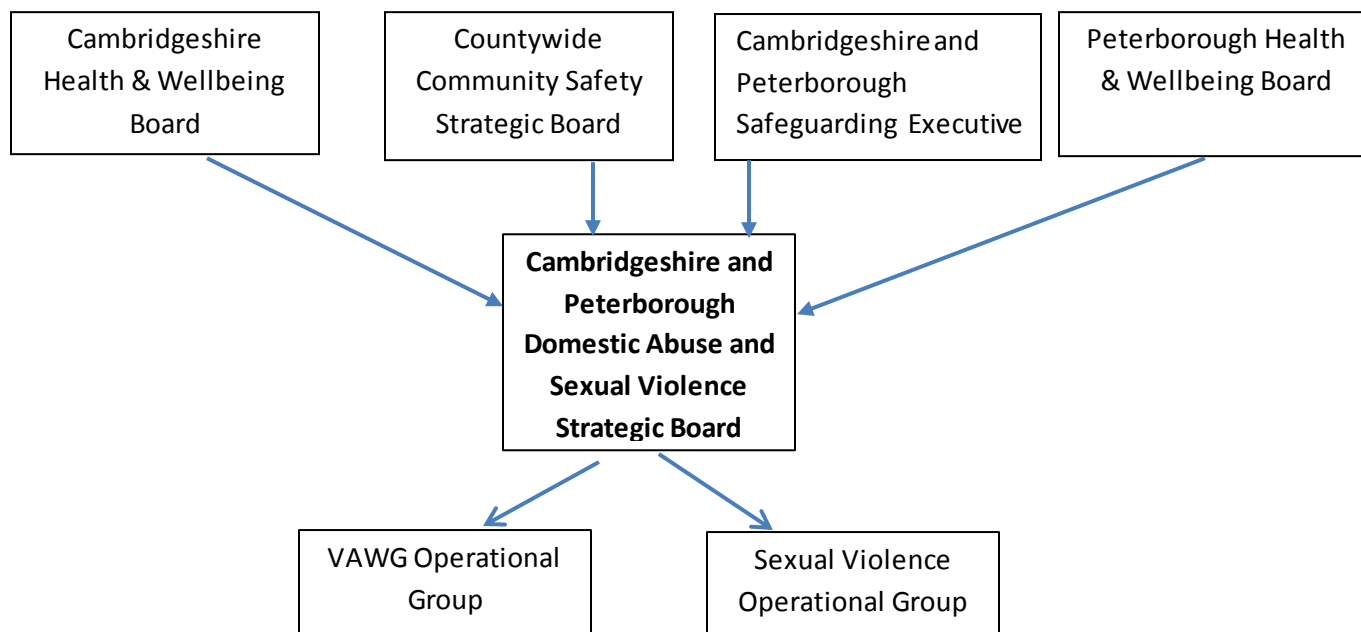 Cambridgeshire
Health & Wellbeing
Board
Countywide
Community Safety
Strategic Board
Cambridgeshire and
Peterborough
Safeguarding Executive
Peterborough Health
& Wellbeing Board
Cambridgeshire and
Peterborough
Domestic Abuse and
Sexual Violence
Strategic Board
VAWG Operational
Group
Sexual Violence
Operational Group